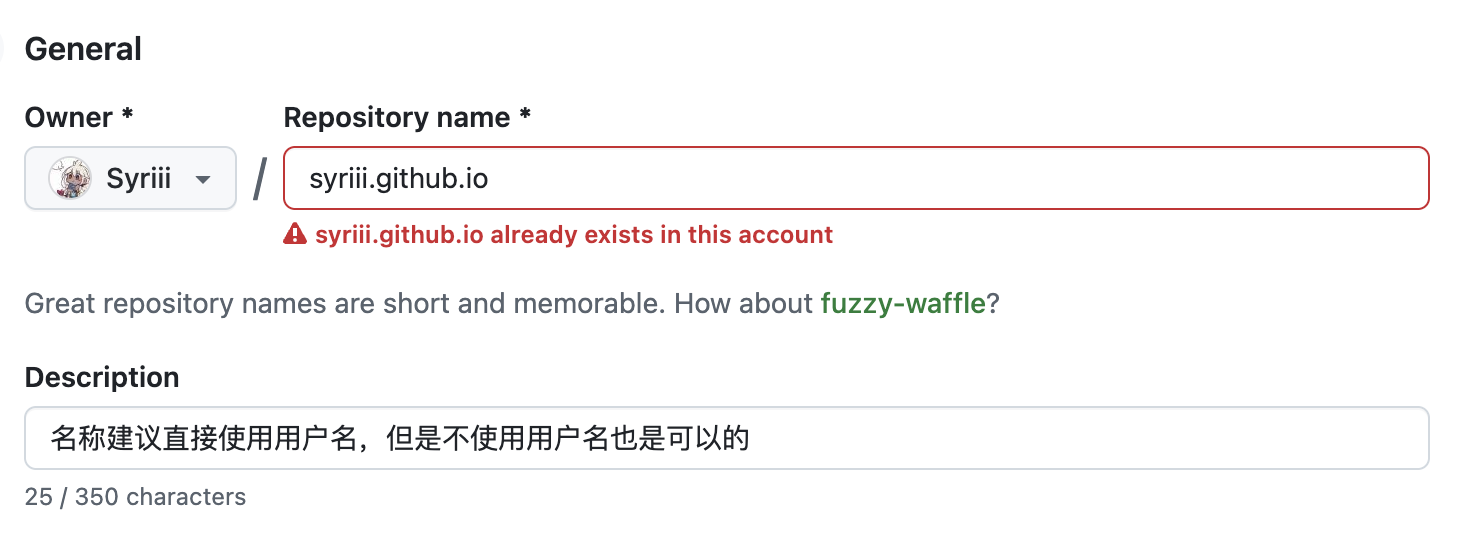 General
Owner *
Repository name *
Syriii
/
syriii.github.io
syriii.github.io already exists in this account
Great repository names are short and memorable. How about fuzzy-waffle?
Description
名称建议直接使用用户名，但是不使用用户名也是可以的
25 / 350 characters